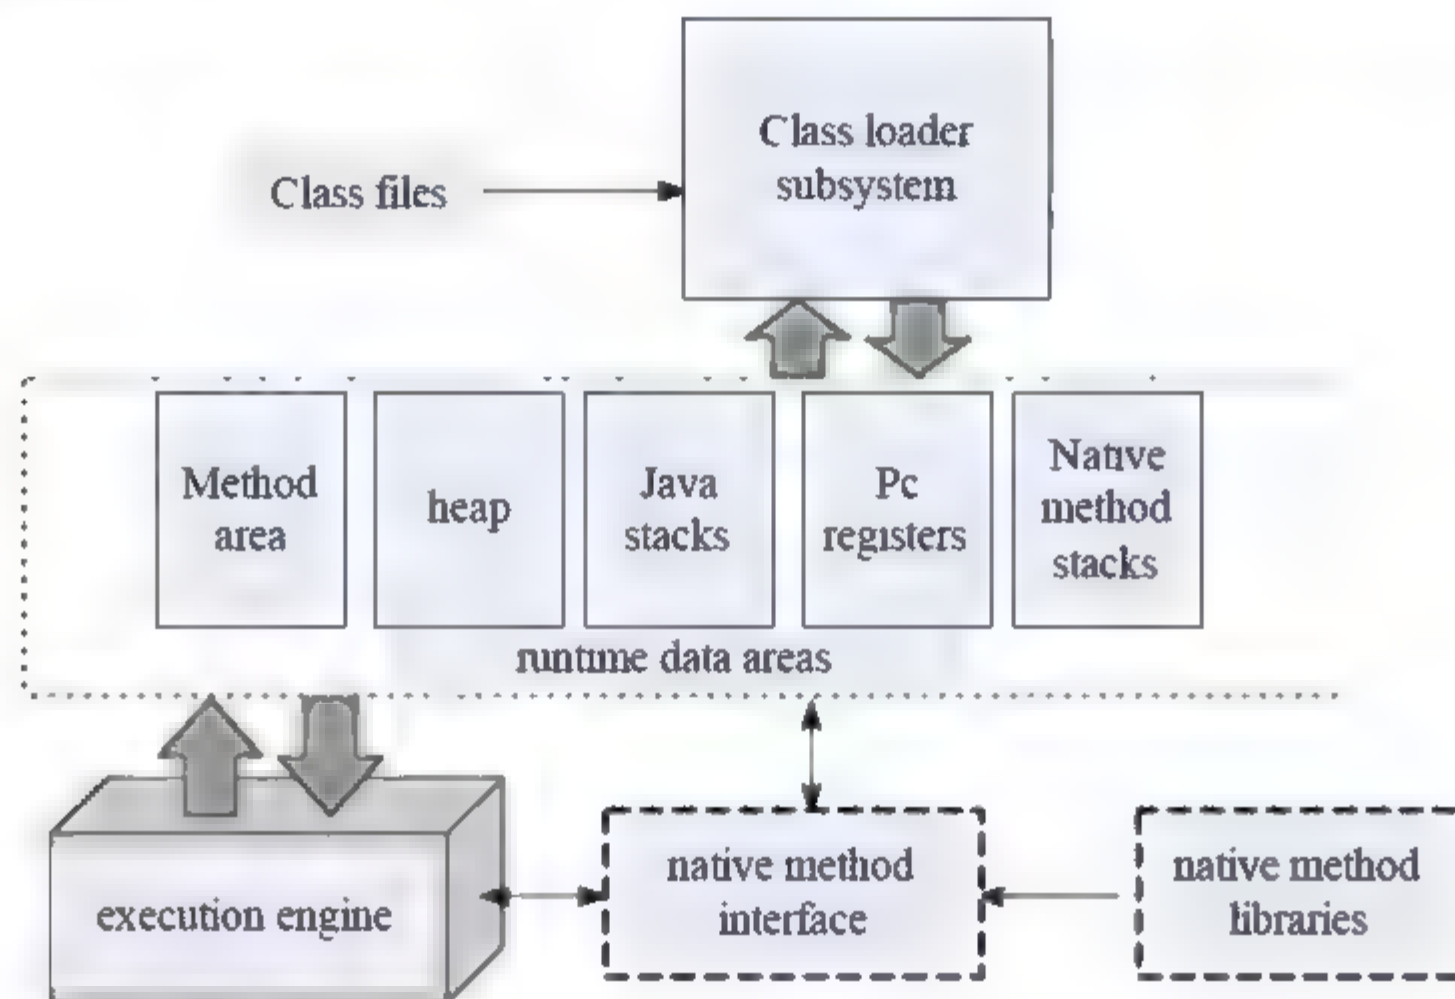 Class loader
subsystem
Class files
Method
area
heap
Java
stacks
Pc
registers
Native
method
stacks
runtime data areas
execution engine
native method
interface
native method
libraries